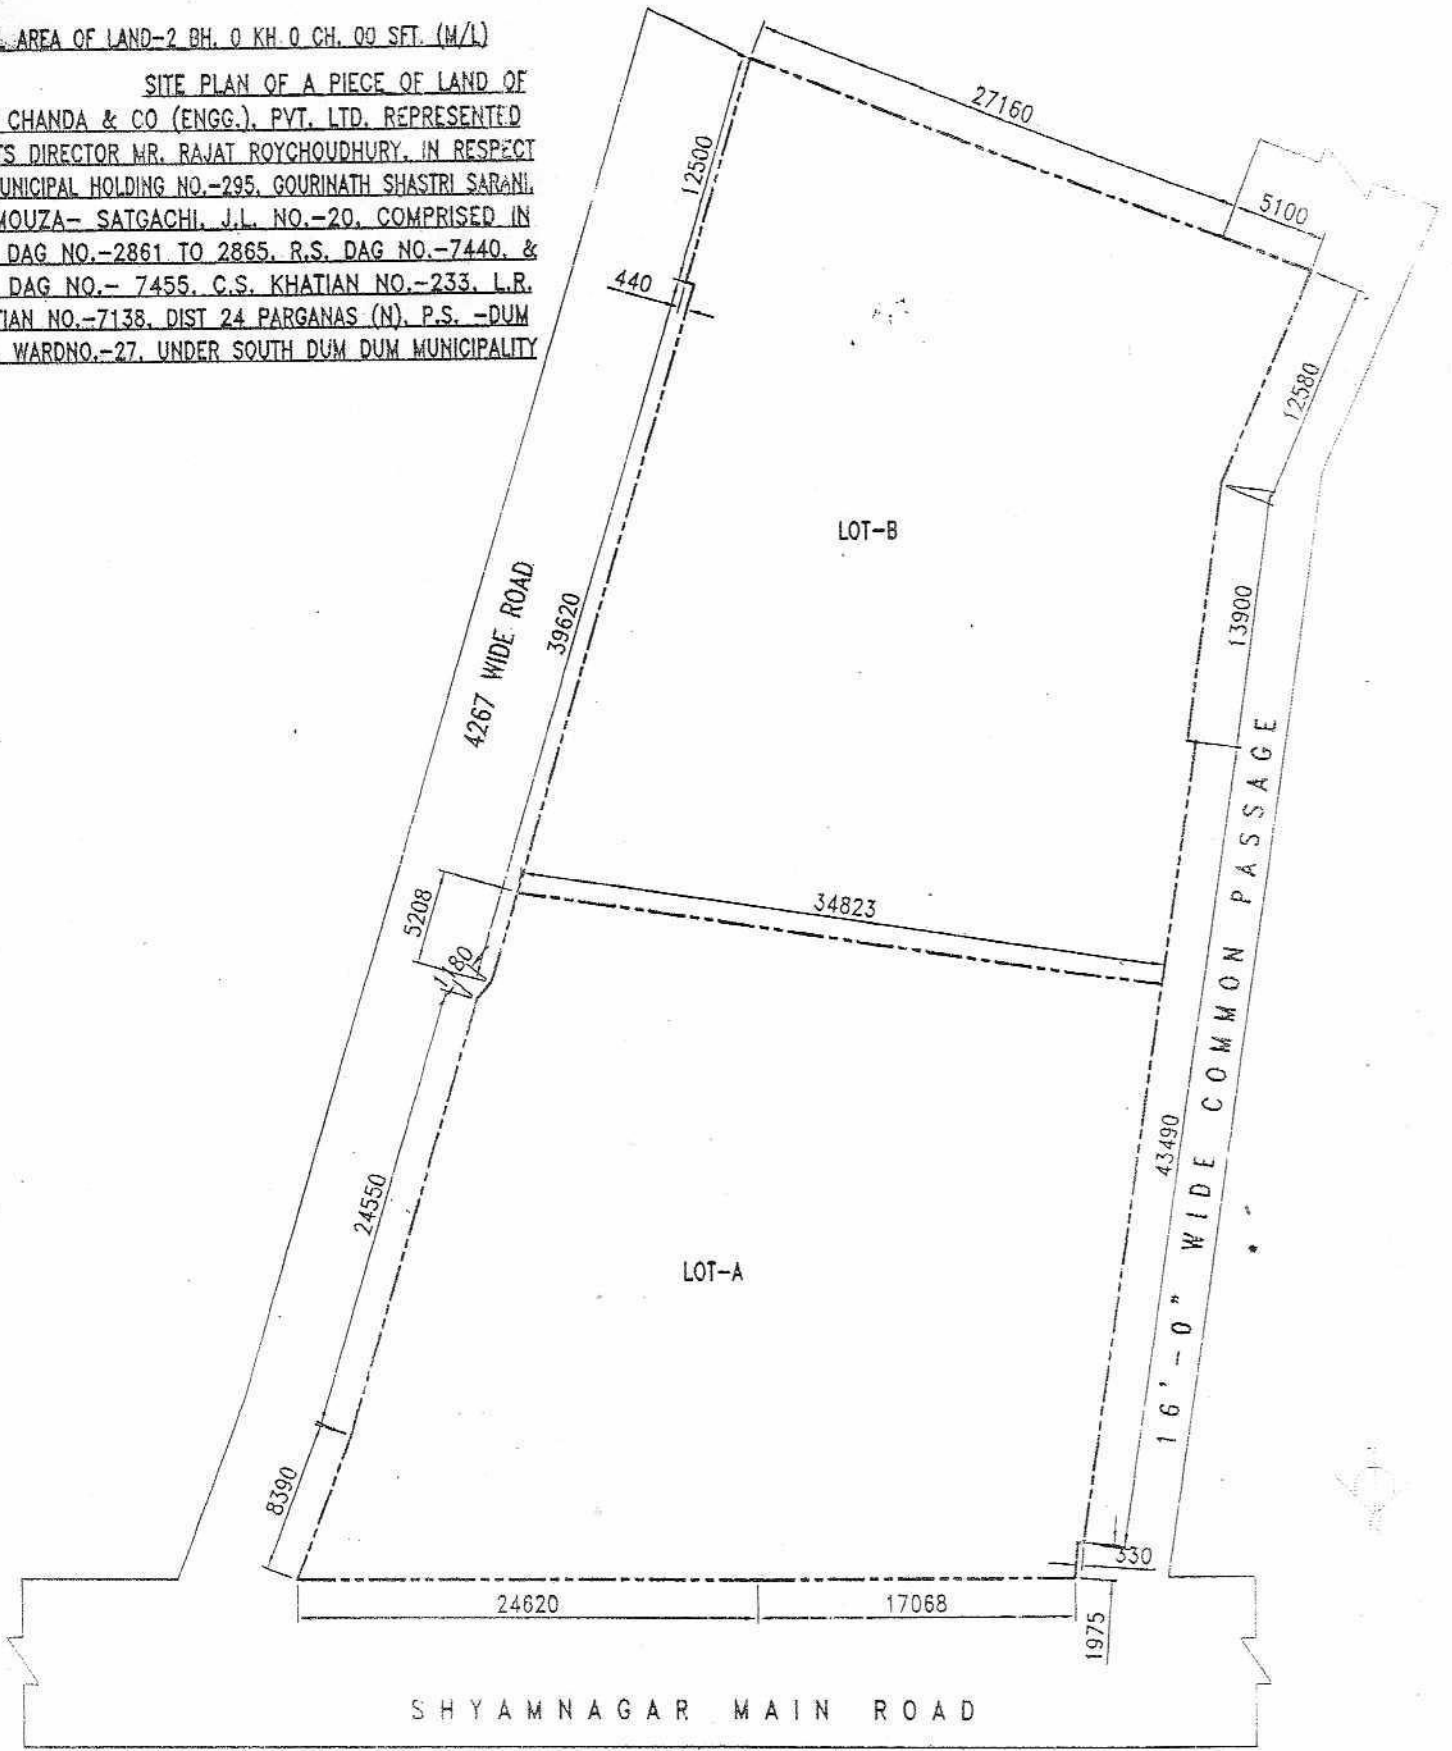 AREA OF LAND-2 BH. 0 KH. 0 CH. 00 SFT. (M/L)
SITE PLAN OF A PIECE OF LAND OF
CHANDA & CO (ENGG.). PVT. LTD. REPRESENTED
TS DIRECTOR MR. RAJAT ROYCHOUDHURY. IN RESPECT
UNICIPAL HOLDING NO.-295. GOURINATH SHASTRI SARANI.
MOUZA- SATGACHI. J.L. NO.-20. COMPRISED IN
DAG NO.-2861 TO 2865. R.S. DAG NO.-7440. &
DAG NO.- 7455. C.S. KHATIAN NO.-233. L.R.
TIAN NO.-7138. DIST 24 PARGANAS (N). P.S. -DUM
WARDNO.-27. UNDER SOUTH DUM DUM MUNICIPALITY
27160
5100
12500
440
12580
LOT-B
13900
39620
4267 WIDE ROAD
34823
5208
1180
24550
43490
16'-0" WIDE COMMON PASSAGE
LOT-A
8390
330
24620
17068
1975
SHYAMNAGAR MAIN ROAD